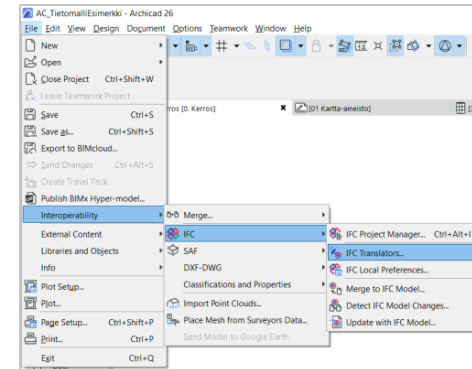 AC_TietomalliEsimerkki - Archicad 26
File Edit View Design Document Options Teamwork Window Help
New
Open
Close Project Ctrl+Shift+W
Leave Teamwork Project
rros [0. Kerros]
[01 Kartta-aineisto]
Save Ctrl+S
Save as... Ctrl+Shift+S
Export to BIMcloud...
Send Changes Ctrl+Alt+S
Create Travel Pack
Publish BIMx Hyper-model...
Interoperability
Merge...
External Content
IFC
IFC Project Manager... Ctrl+Alt+I
Libraries and Objects
SAF
IFC Translators...
Info
DXF-DWG
IFC Local Preferences...
Plot Setup...
Classifications and Properties
Merge to IFC Model...
Plot...
Import Point Clouds...
Detect IFC Model Changes...
Page Setup... Ctrl+Shift+P
Place Mesh from Surveyors Data...
Update with IFC Model...
Print... Ctrl+P
Send Model to Google Earth
Exit Ctrl+Q